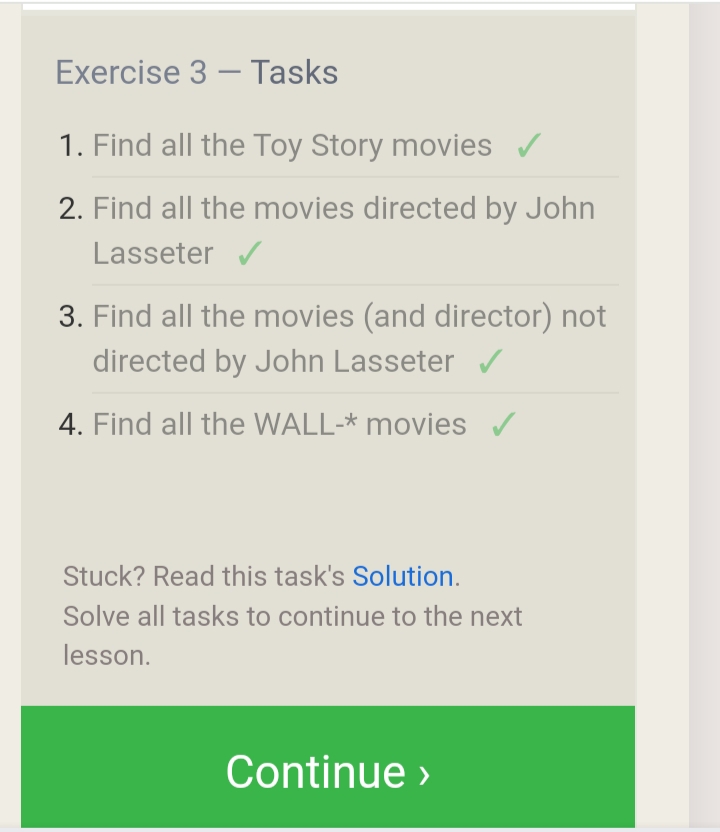 Exercise 3 — Tasks
1. Find all the Toy Story movies ✓
2. Find all the movies directed by John
Lasseter ✓
3. Find all the movies (and director) not
directed by John Lasseter ✓
4. Find all the WALL-* movies ✓
Stuck? Read this task's Solution.
Solve all tasks to continue to the next
lesson.
Continue ›